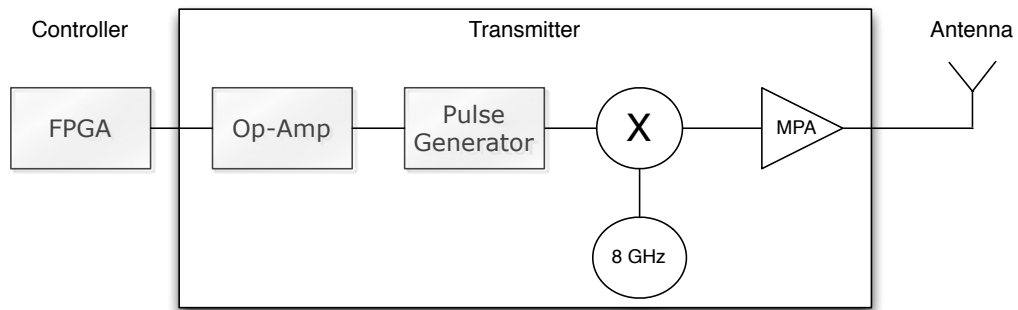 Controller
Transmitter
Antenna
FPGA
Op-Amp
Pulse
Generator
X
MPA
8 GHz